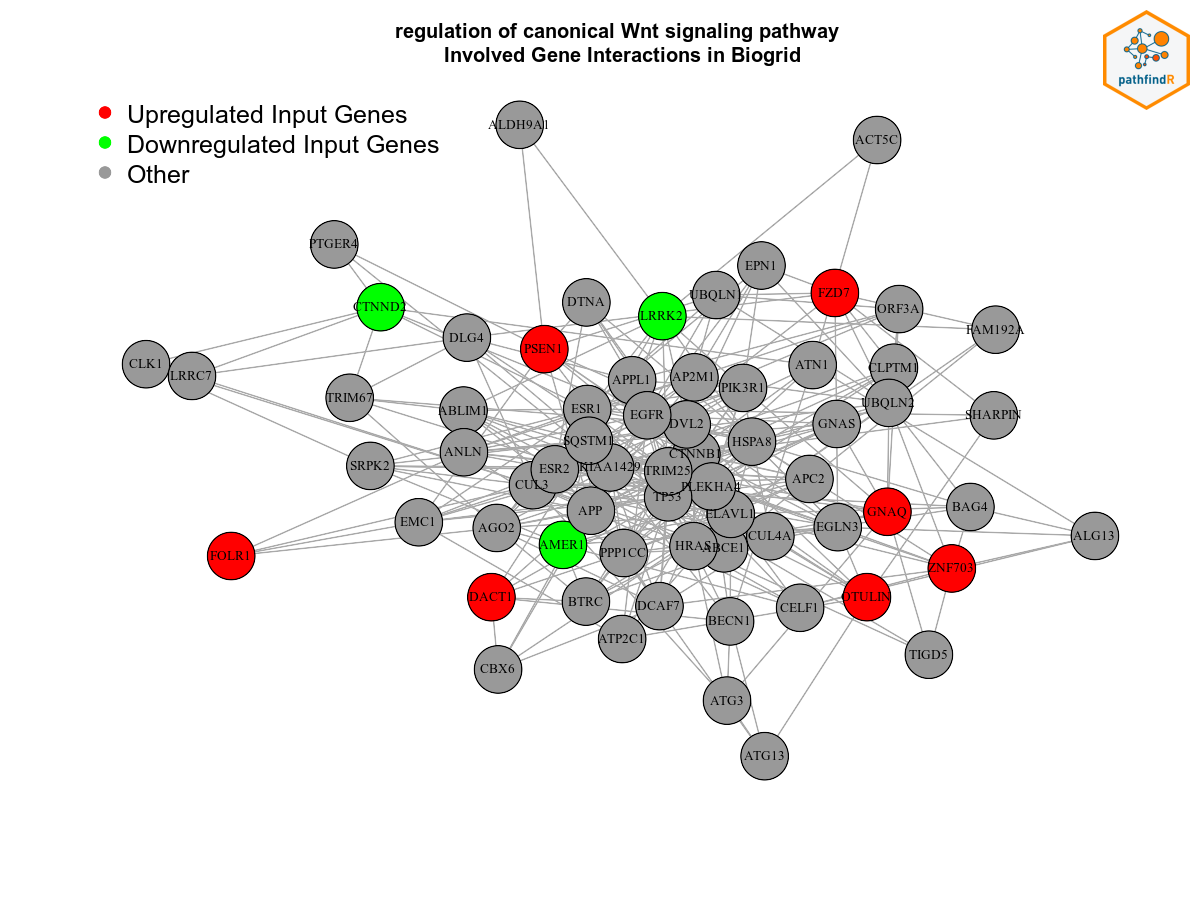 regulation of canonical Wnt signaling pathway
Involved Gene Interactions in Biogrid
pathfindR
Upregulated Input Genes
Downregulated Input Genes
Other
ALDH9A1
ACT5C
PTGER4
EPN1
CTNND2
DTNA
UBQLN1
FZD7
ORF3A
LRRK2
FAM192A
DLG4
PSEN1
CLK1
LRRC7
APPL1
AP2M1
PIK3R1
ATN1
CLPTM1
TRIM67
ABLIM1
ESR1
EGFR
DVL2
UBQLN2
SHARPIN
GNAS
SQSTM1
HSPA8
CTNNB1
ANLN
SRPK2
ESR2
KIAA1429
TRIM25
CUL3
PLEKHA4
APC2
TP53
EMC1
AGO2
APP
ELAVL1
EGLN3
GNAQ
BAG4
FOLR1
AMER1
PPP1CC
HRAS
ABCE1
CUL4A
ALG13
ZNF703
DACT1
BTRC
DCAF7
CELF1
OTULIN
BECN1
ATP2C1
CBX6
TIGD5
ATG3
ATG13